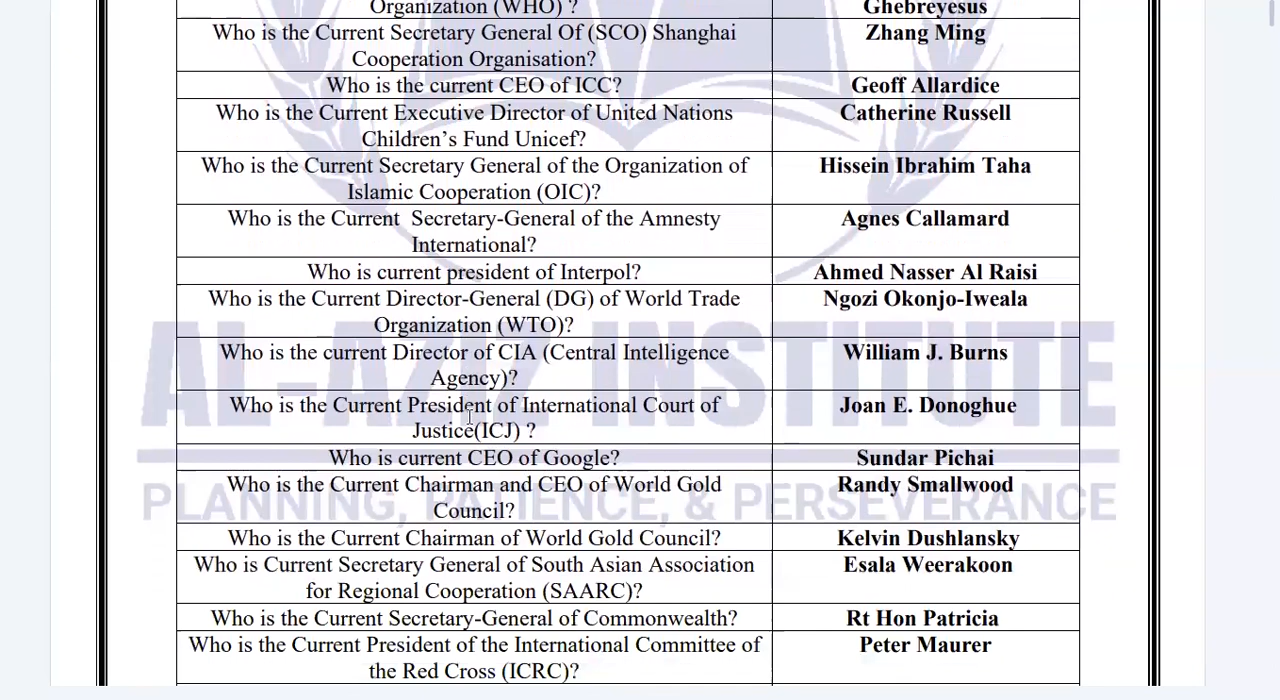 Organization (WHO) ?
Ghebreyesus
Who is the Current Secretary General Of (SCO) Shanghai
Cooperation Organisation?
Zhang Ming
Who is the current CEO of ICC?
Geoff Allardice
Who is the Current Executive Director of United Nations
Children's Fund Unicef?
Catherine Russell
Who is the Current Secretary General of the Organization of
Islamic Cooperation (OIC)?
Hissein Ibrahim Taha
Who is the Current  Secretary-General of the Amnesty
International?
Agnes Callamard
Who is current president of Interpol?
Ahmed Nasser Al Raisi
Who is the Current Director-General (DG) of World Trade
Organization (WTO)?
Ngozi Okonjo-Iweala
Who is the current Director of CIA (Central Intelligence
Agency)?
William J. Burns
Who is the Current President of International Court of
Justice(ICJ) ?
Joan E. Donoghue
Who is current CEO of Google?
Sundar Pichai
Who is the Current Chairman and CEO of World Gold
Council?
Randy Smallwood
Who is the Current Chairman of World Gold Council?
Kelvin Dushlansky
Who is Current Secretary General of South Asian Association
for Regional Cooperation (SAARC)?
Esala Weerakoon
Who is the Current Secretary-General of Commonwealth?
Rt Hon Patricia
Who is the Current President of the International Committee of
the Red Cross (ICRC)?
Peter Maurer
AL-AZIZ INSTITUTE
PLANNING, PATIENCE, & PERSEVERANCE